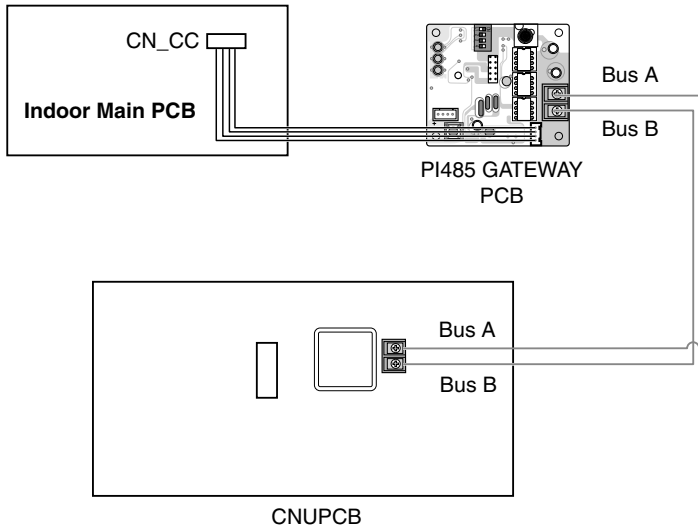 CN_CC
Indoor Main PCB
Bus A
Bus B
PI485 GATEWAY
PCB
Bus A
Bus B
CNUPCB